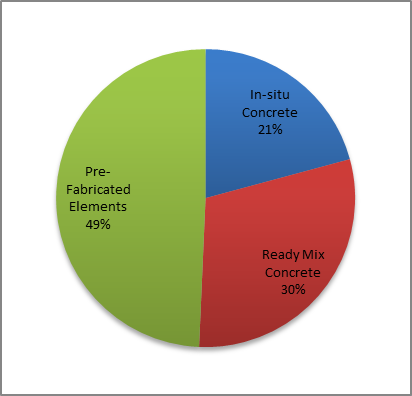 In-situ
Concrete
21%
Pre-
Fabricated
Elements
49%
Ready Mix
Concrete
30%